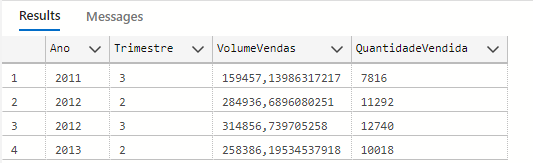 Results Messages
Ano Trimestre VolumeVendas QuantidadeVendida
1 2011 3 159457,13986317217 7816
2 2012 2 284936,6896080251 11292
3 2012 3 314856,739705258 12740
4 2013 2 258386,19534537918 10018